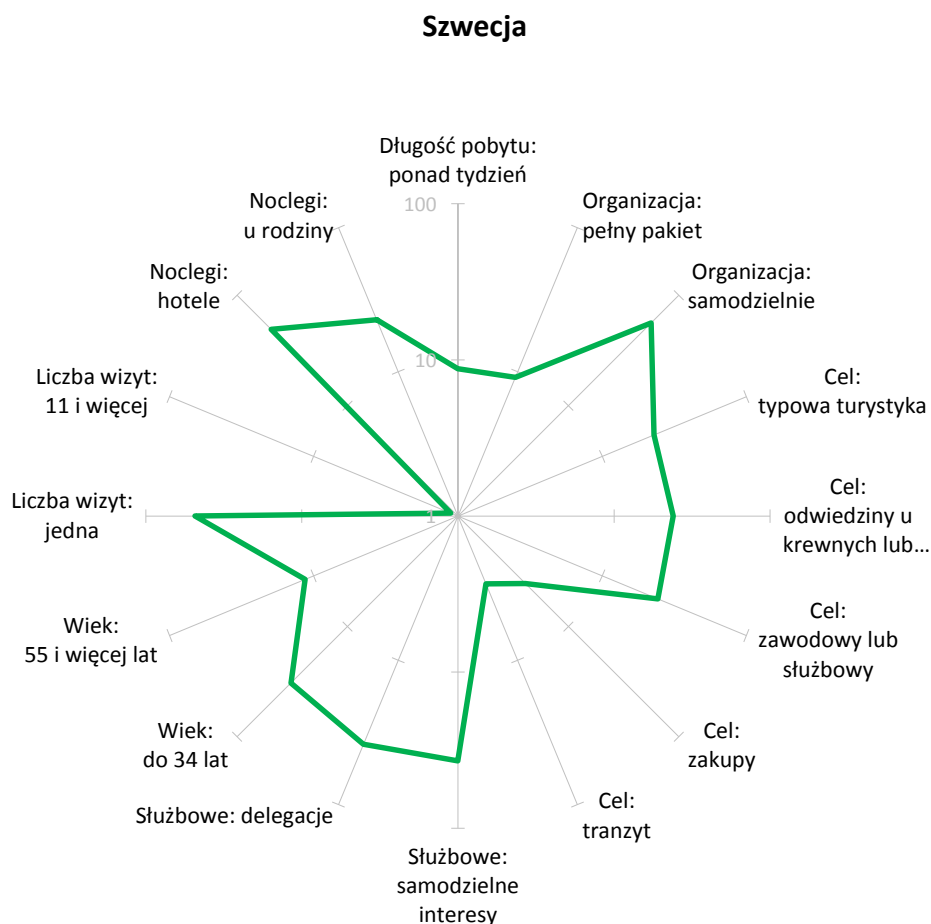 Szwecja
Długość pobytu:
ponad tydzień
Organizacja:
pełny pakiet
Organizacja:
samodzielnie
Cel:
typowa turystyka
Cel:
odwiedziny u
krewnych lub…
Cel:
zawodowy lub
służbowy
Cel:
zakupy
Cel:
tranzyt
Służbowe:
samodzielne
interesy
Służbowe: delegacje
Wiek:
do 34 lat
Wiek:
55 i więcej lat
Liczba wizyt:
jedna
Liczba wizyt:
11 i więcej
Noclegi:
hotele
Noclegi:
u rodziny
100
10
1